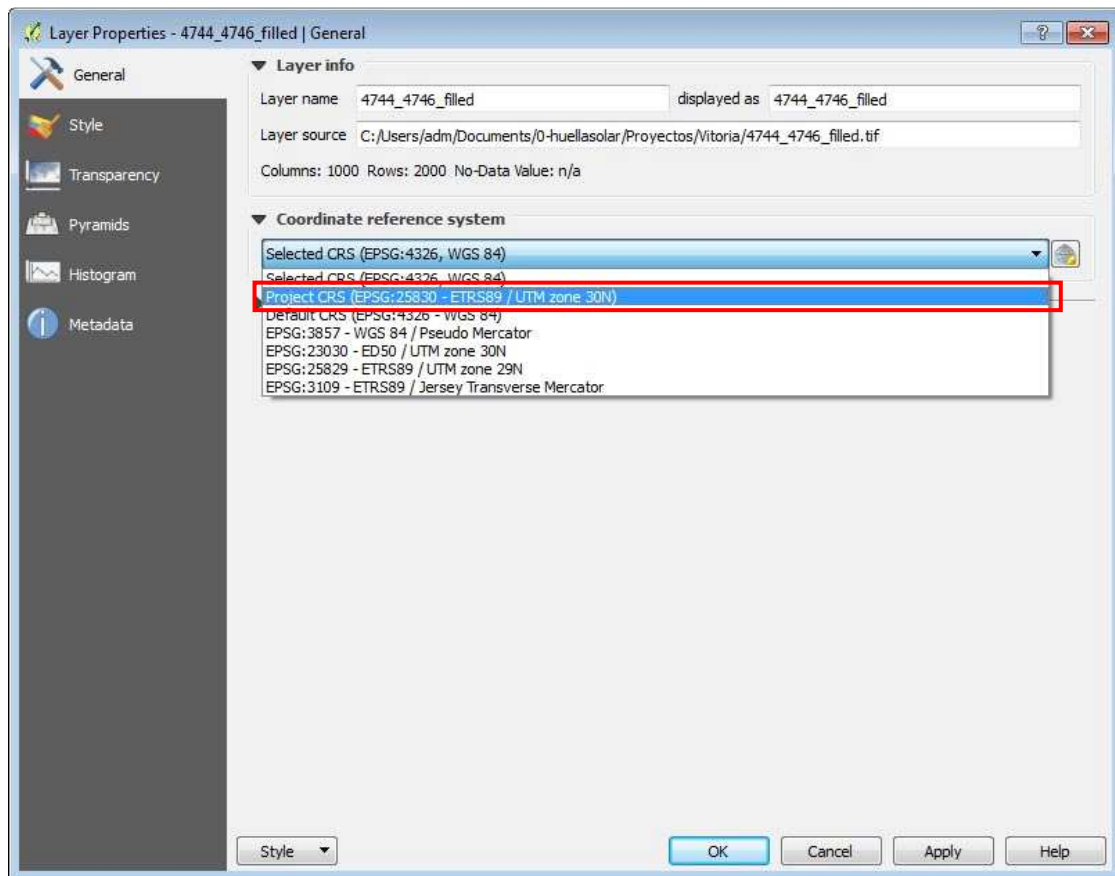 Layer Properties - 4744_4746_filled | General
General
Style
Transparency
Pyramids
Histogram
Metadata
Layer info
Layer name 4744_4746_filled displayed as 4744_4746_filled
Layer source C:/Users/adm/Documents/0-huellasolar/Proyectos/Vitoria/4744_4746_filled.tif
Columns: 1000 Rows: 2000 No-Data Value: n/a
Coordinate reference system
Selected CRS (EPSG:4326, WGS 84)
Selected CRS (EPSG:4326, WGS 84)
Project CRS (EPSG:25830 - ETRS89 / UTM zone 30N)
Default CRS (EPSG:4326 - WGS 84)
EPSG:3857 - WGS 84 / Pseudo Mercator
EPSG:23030 - ED50 / UTM zone 30N
EPSG:25829 - ETRS89 / UTM zone 29N
EPSG:3109 - ETRS89 / Jersey Transverse Mercator
Style OK Cancel Apply Help